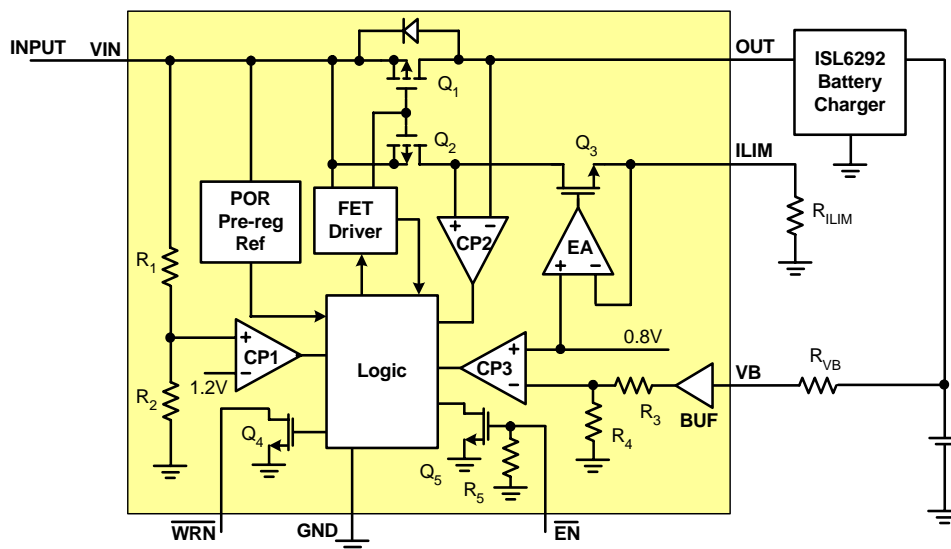 INPUT
VIN
OUT
ISL6292
Battery
Charger
Q1
Q2
Q3
ILIM
POR
Pre-reg
Ref
FET
Driver
RILIM
CP2
EA
R1
0.8V
CP1
Logic
CP3
VB
RVB
1.2V
R2
R3
BUF
Q4
R4
Q5
R5
WRN
GND
EN